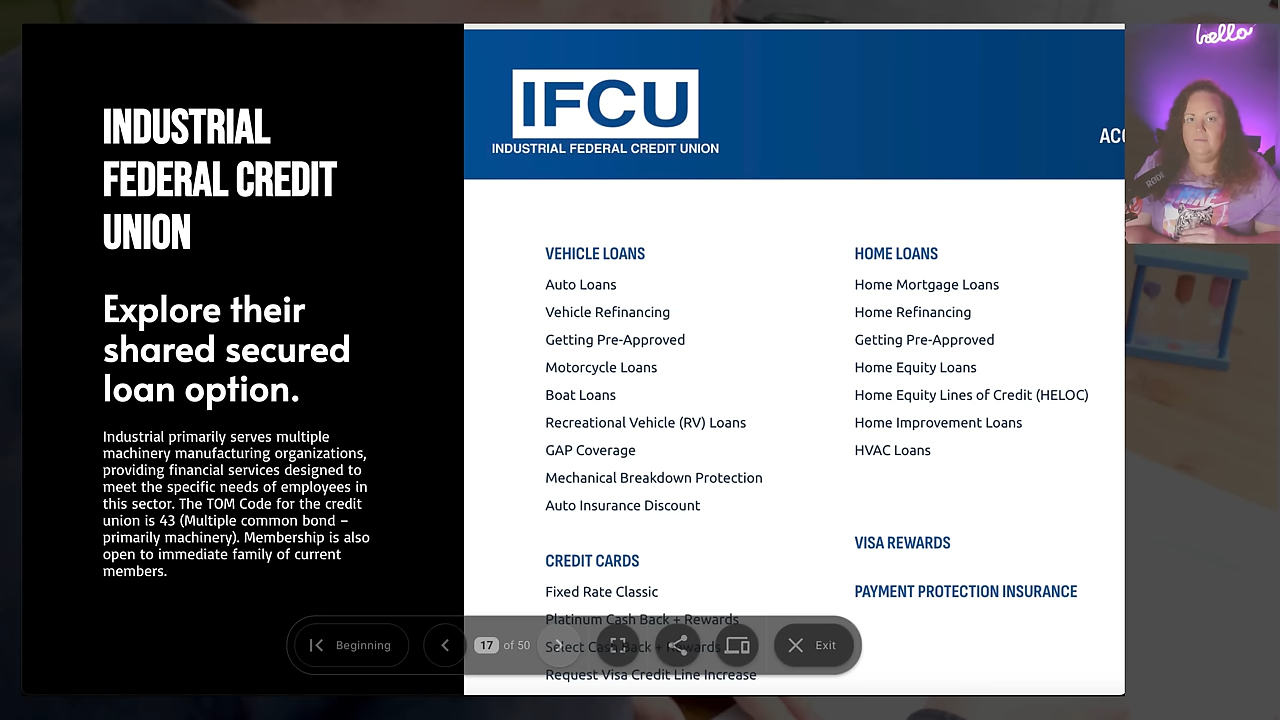 INDUSTRIAL
FEDERAL CREDIT
UNION
Explore their
shared secured
loan option.
Industrial primarily serves multiple
machinery manufacturing organizations,
providing financial services designed to
meet the specific needs of employees in
this sector. The TOM Code for the credit
union is 43 (Multiple common bond –
primarily machinery). Membership is also
open to immediate family of current
members.
IFCU
INDUSTRIAL FEDERAL CREDIT UNION
ACC
VEHICLE LOANS
Auto Loans
Vehicle Refinancing
Getting Pre-Approved
Motorcycle Loans
Boat Loans
Recreational Vehicle (RV) Loans
GAP Coverage
Mechanical Breakdown Protection
Auto Insurance Discount
CREDIT CARDS
Fixed Rate Classic
Platinum Cash Back + Rewards
Select Cash Back + Rewards
Request Visa Credit Line Increase
HOME LOANS
Home Mortgage Loans
Home Refinancing
Getting Pre-Approved
Home Equity Loans
Home Equity Lines of Credit (HELOC)
Home Improvement Loans
HVAC Loans
VISA REWARDS
PAYMENT PROTECTION INSURANCE
Beginning
17 of 50
Exit
hello
RODE